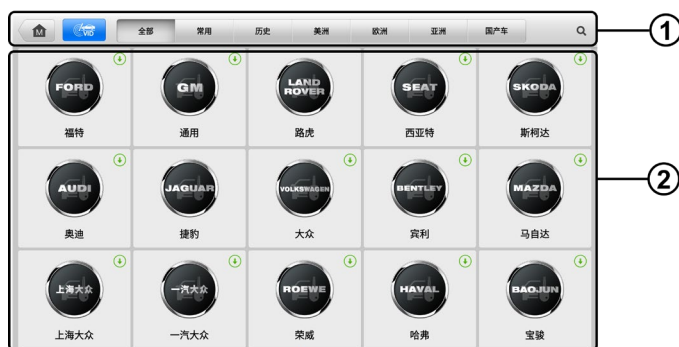 M VID 全部 常用 历史 美洲 欧洲 亚洲 国产车 1
FORD GM LAND ROVER SEAT SKODA
福特 通用 路虎 西亚特 斯柯达
AUDI JAGUAR VOLKSWAGEN BENTLEY MAZDA 2
奥迪 捷豹 大众 宾利 马自达
上海大众 一汽大众 ROEWE HAVAL BAOJUN
上海大众 一汽大众 荣威 哈弗 宝骏